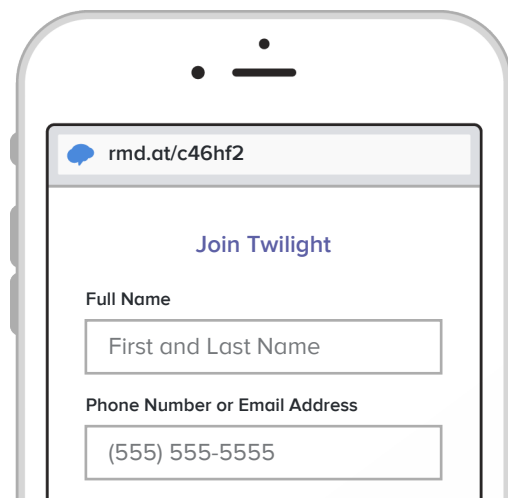 rmd.at/c46hf2
Join Twilight
Full Name
First and Last Name
Phone Number or Email Address
(555) 555-5555